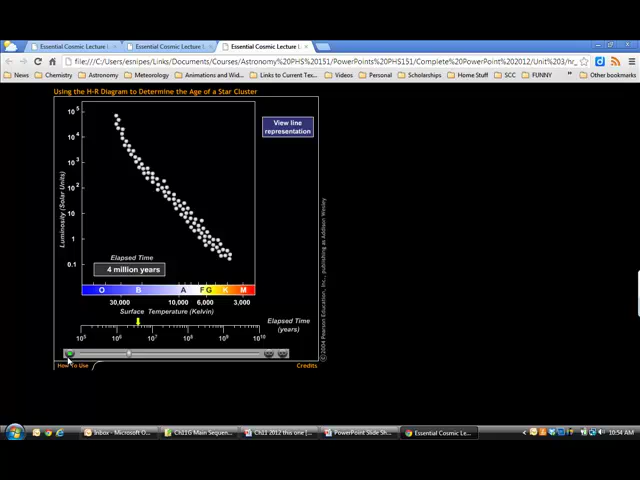 Essential Cosmic Lecture L
Essential Cosmic Lecture L
Essential Cosmic Lecture L
file:///C:/Users/esnipes/Links/Documents/Courses/Astronomy%20PHS%20151/PowerPoints%20PHS151/Complete%20PowerPoint%202012/Unit%203/hr_
News
Chemistry
Astronomy
Meteorology
Animations and Wid...
Links to Current Tex...
Videos
Personal
Scholarships
Home Stuff
SCC
FUNNY
Other bookmarks
Using the H-R Diagram to Determine the Age of a Star Cluster
View line
representation
10⁵
10⁴
10³
10²
10
1
0.1
Luminosity (Solar Units)
Elapsed Time
4 million years
O B A F G K M
30,000 10,000 6,000 3,000
Surface Temperature (Kelvin)
Elapsed Time
(years)
10⁵ 10⁶ 10⁷ 10⁸ 10⁹ 10¹⁰
How To Use
Credits
©2004 Pearson Education, Inc., publishing as Addison Wesley
Inbox - Microsoft O...
Ch11G Main Sequen...
Ch11 2012 this one [...
PowerPoint Slide Sh...
Essential Cosmic Le...
10:54 AM